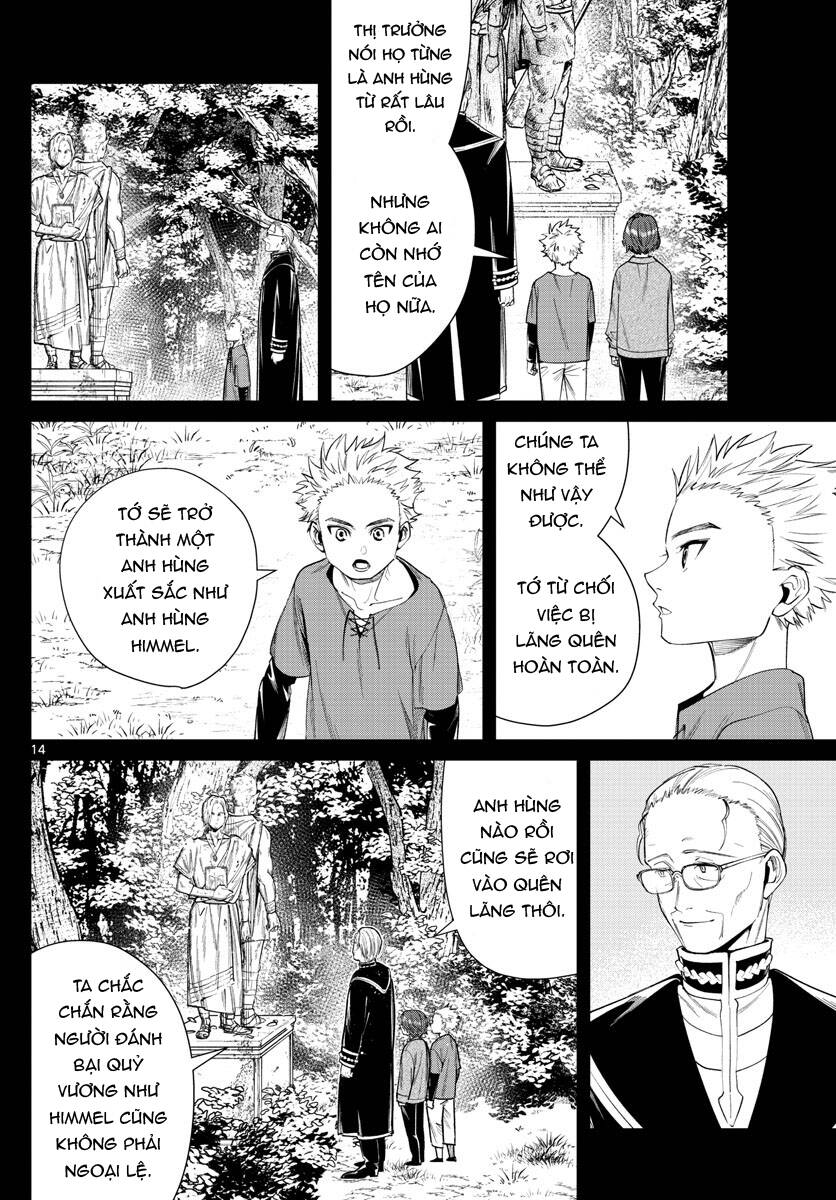 THỊ TRƯỞNG
NÓI HỌ TỪNG
LÀ ANH HÙNG
TỪ RẤT LÂU
RỒI.
NHƯNG
KHÔNG AI
CÒN NHỚ
TÊN CỦA
HỌ NỮA.
CHÚNG TA
KHÔNG THỂ
NHƯ VẬY
ĐƯỢC.
TỚ TỪ CHỐI
VIỆC BỊ
LÃNG QUÊN
HOÀN TOÀN.
TỚ SẼ TRỞ
THÀNH MỘT
ANH HÙNG
XUẤT SẮC NHƯ
ANH HÙNG
HIMMEL.
14
ANH HÙNG
NÀO RỒI
CŨNG SẼ RƠI
VÀO QUÊN
LÃNG THÔI.
TA CHẮC
CHẮN RẰNG
NGƯỜI ĐÁNH
BẠI QUỶ
VƯƠNG NHƯ
HIMMEL CŨNG
KHÔNG PHẢI
NGOẠI LỆ.